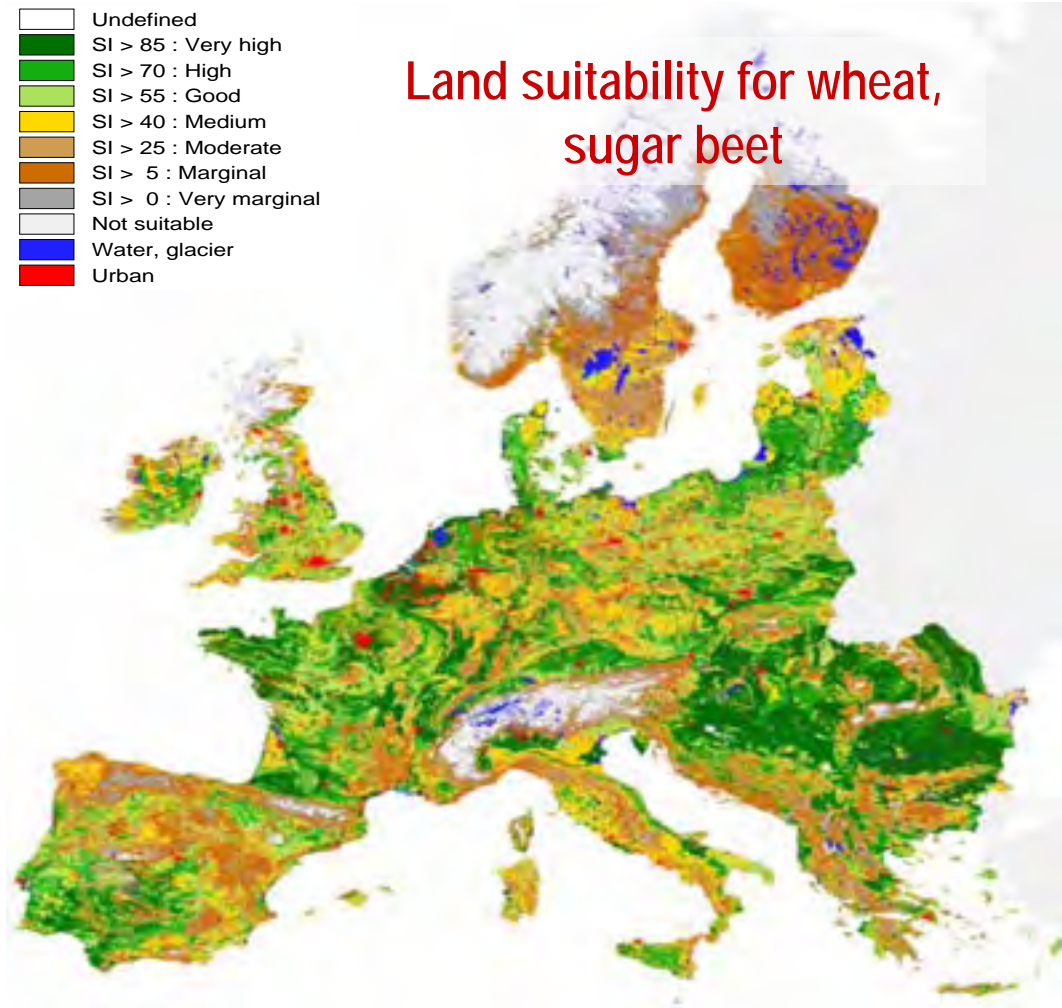 Undefined
SI > 85 : Very high
SI > 70 : High
SI > 55 : Good
SI > 40 : Medium
SI > 25 : Moderate
SI > 5 : Marginal
SI > 0 : Very marginal
Not suitable
Water, glacier
Urban
Land suitability for wheat,
sugar beet